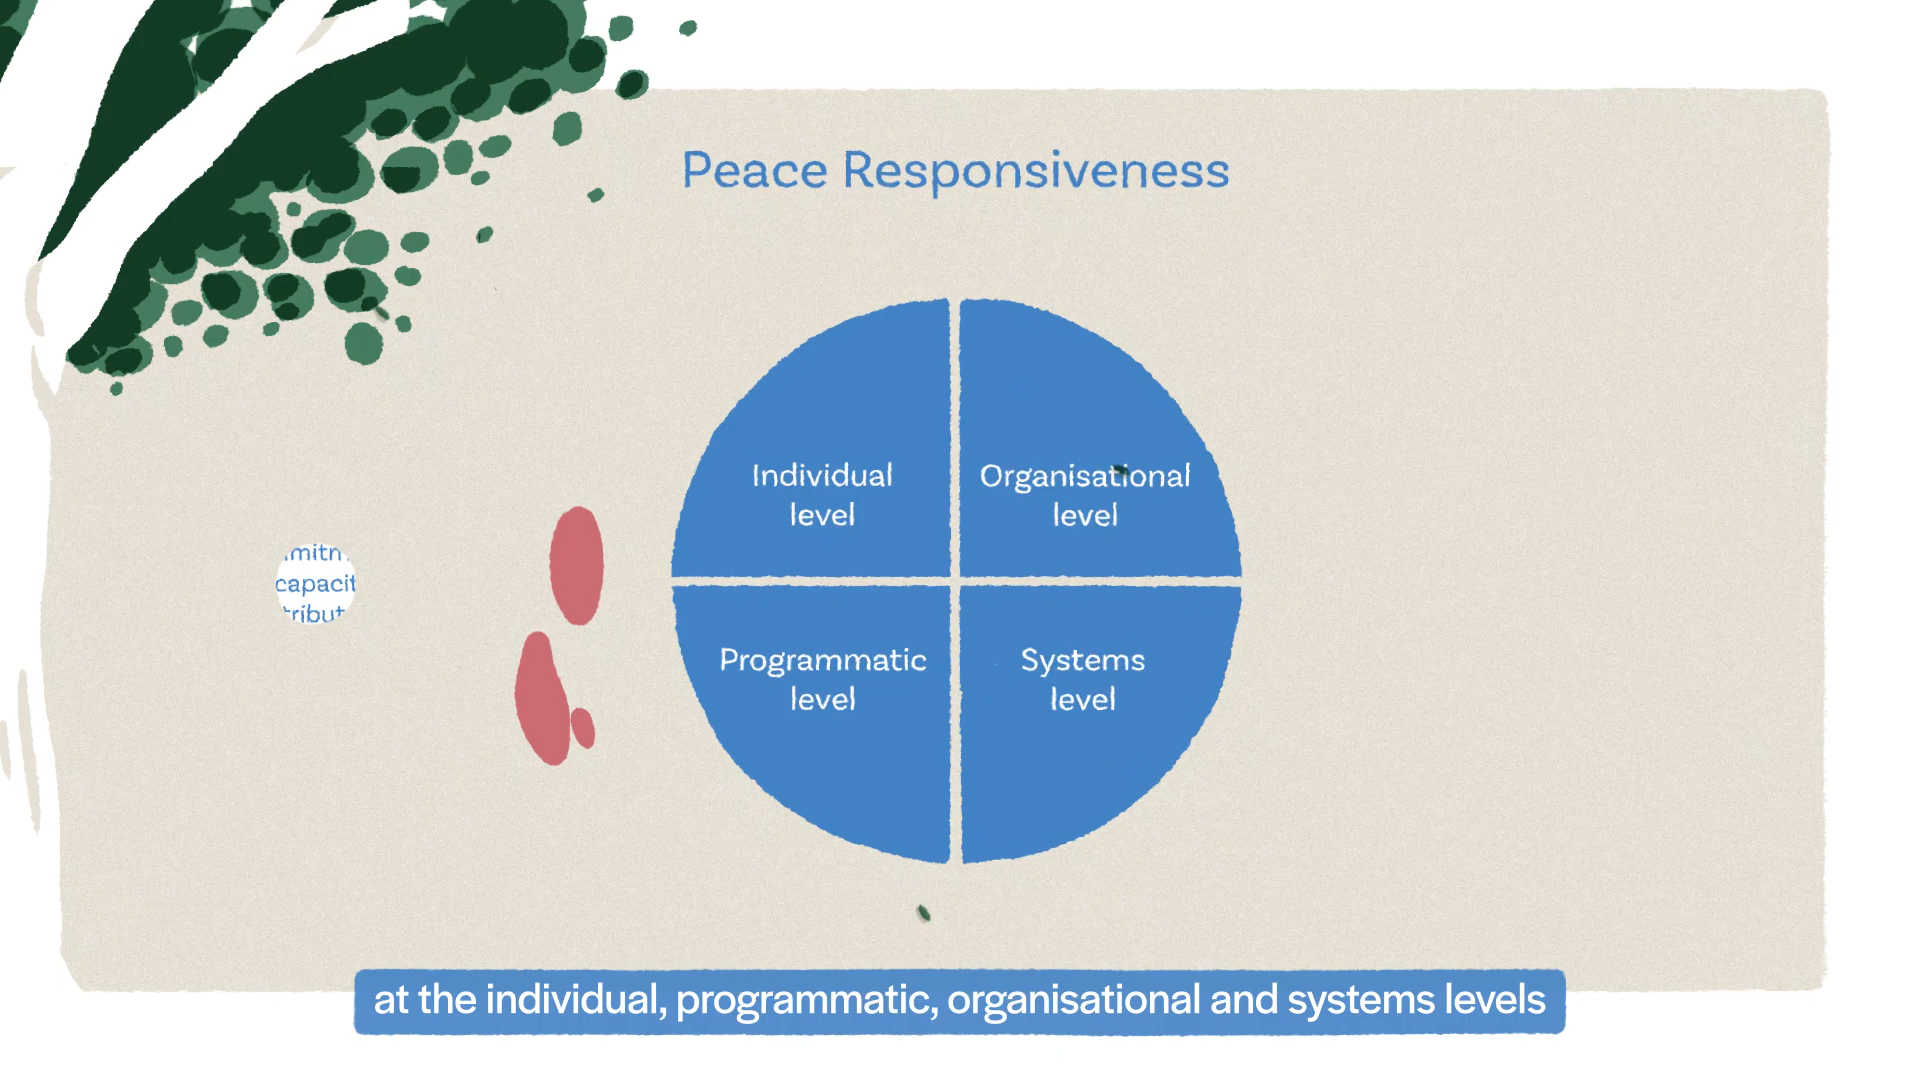 Peace Responsiveness
Individual
level
Organisational
level
capacit
Programmatic
level
Systems
level
at the individual, programmatic, organisational and systems levels